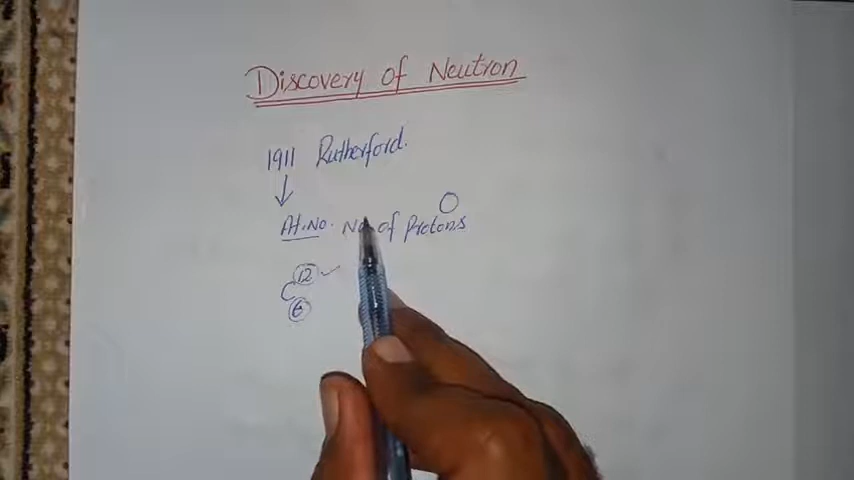 Discovery of Neutron
1911 Rutherford.
At.No. No of Protons
C 12
6